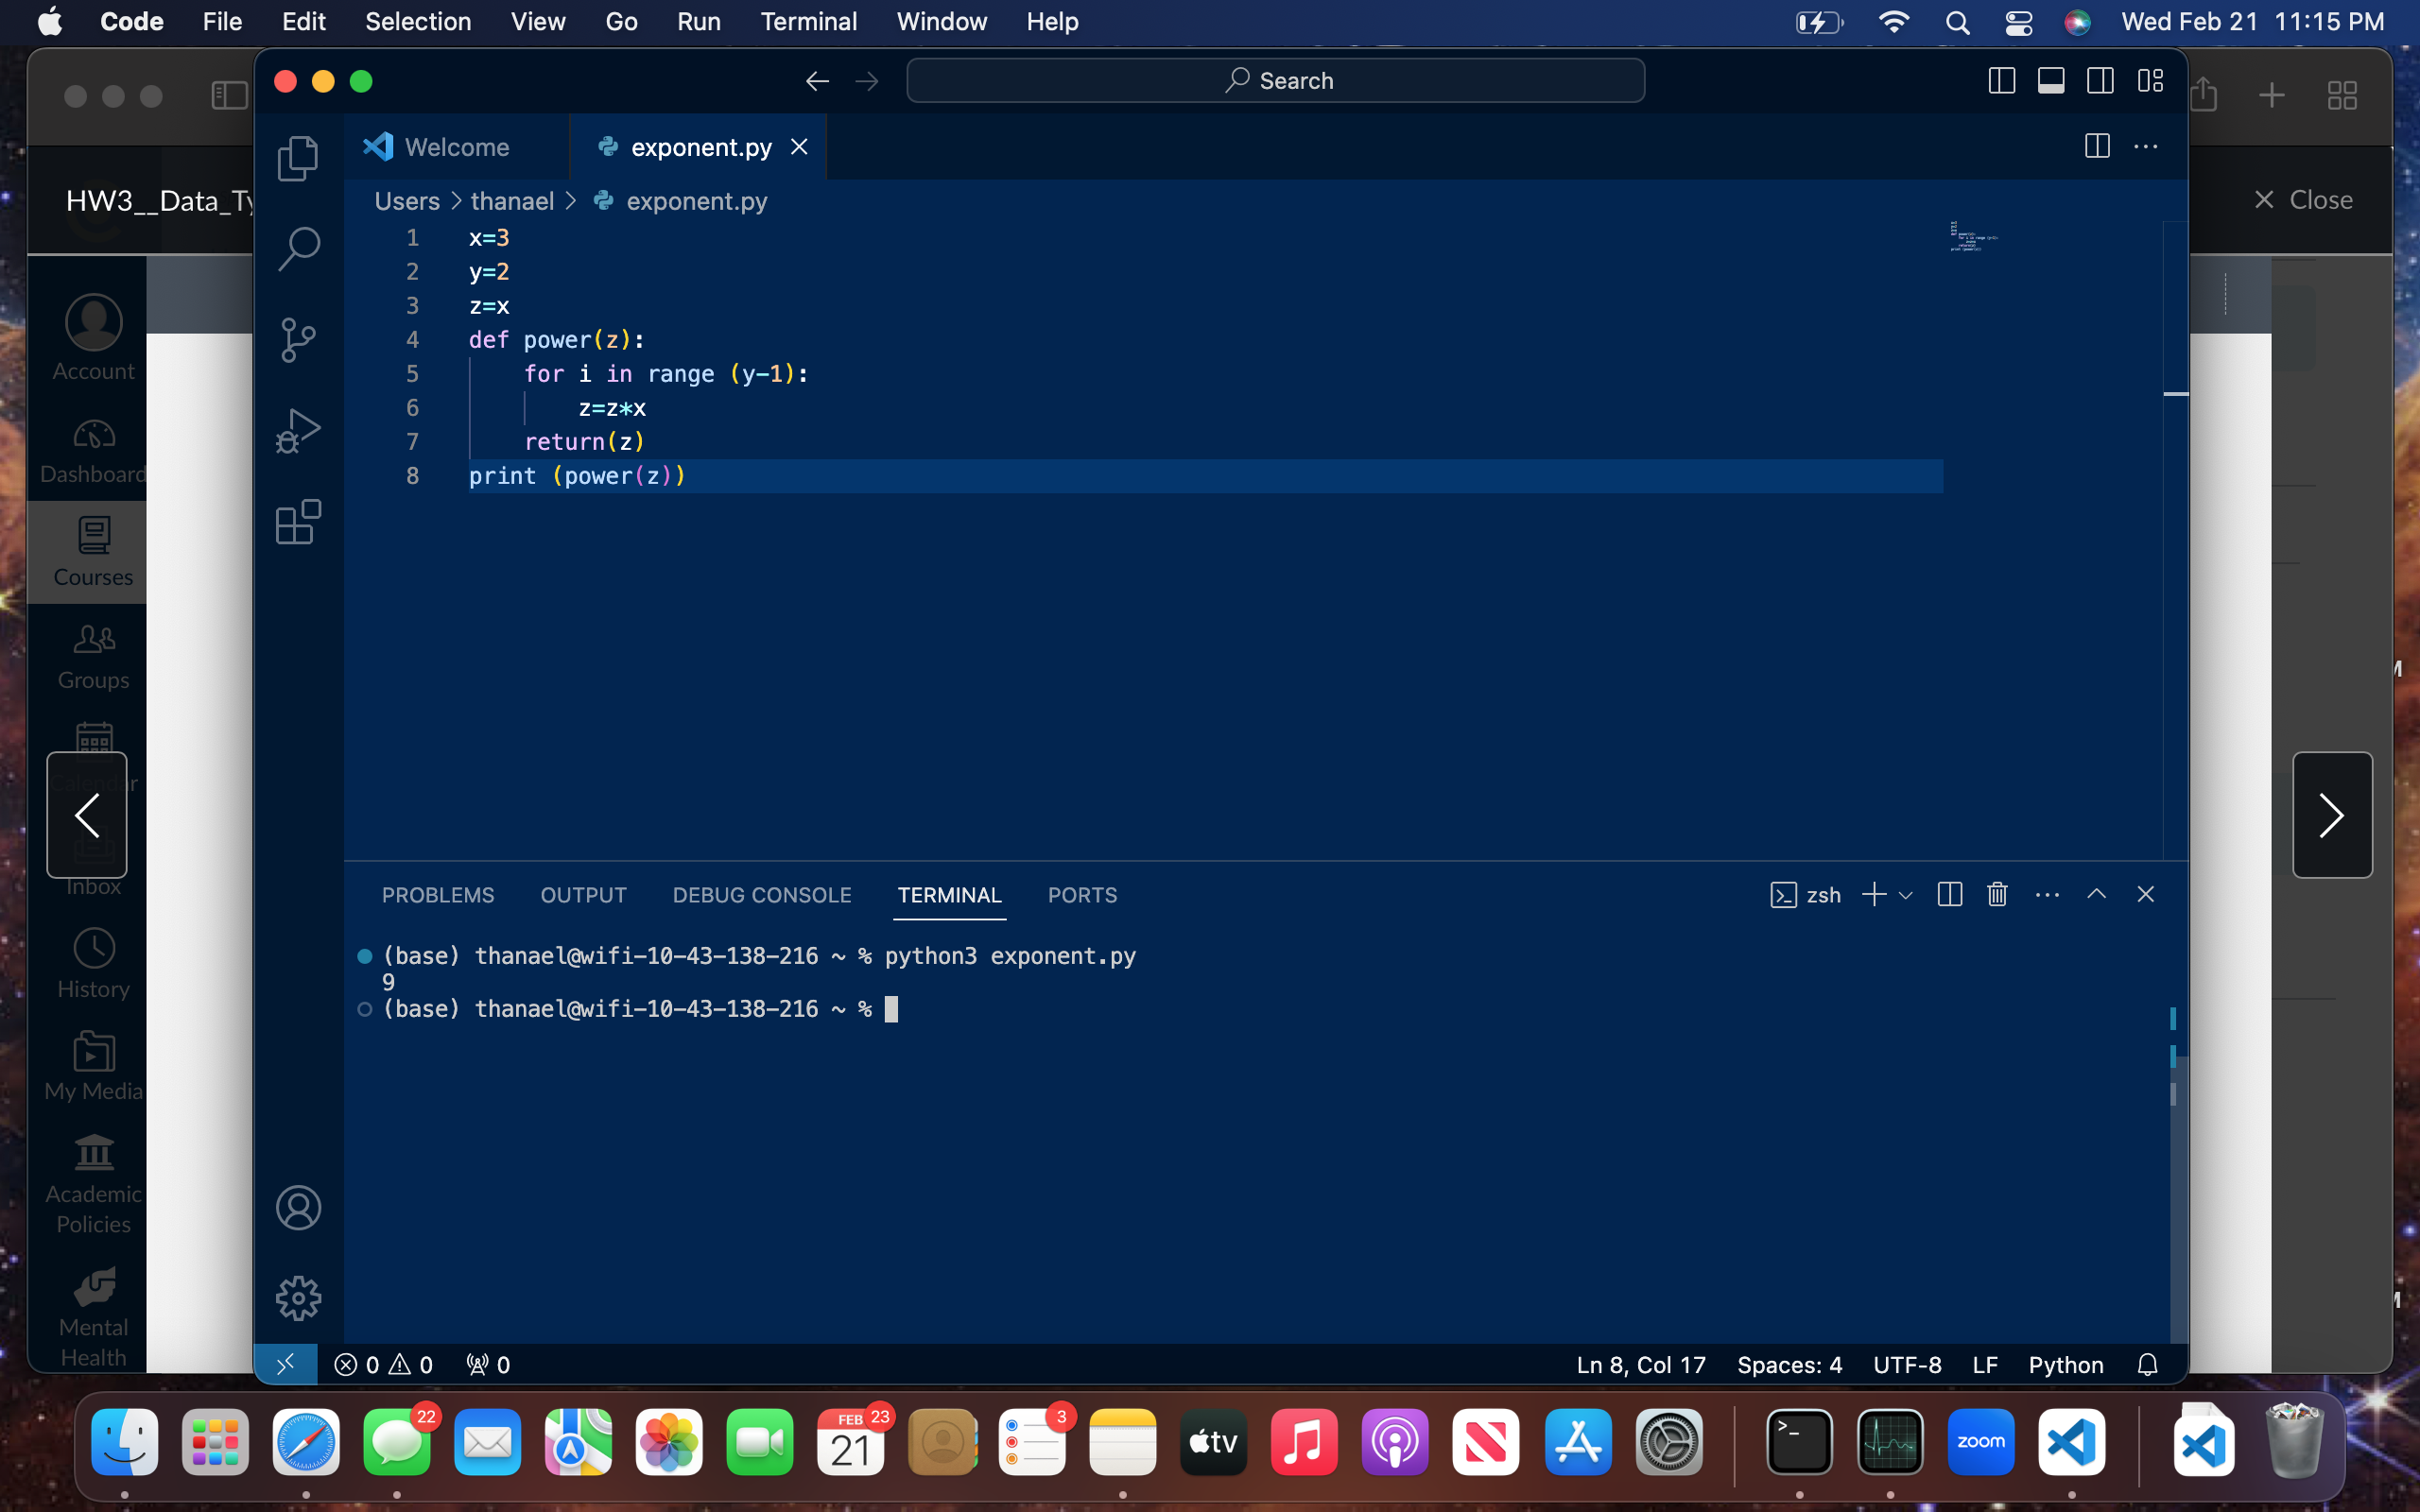 Code File Edit Selection View Go Run Terminal Window Help Wed Feb 21 11:15 PM
Search
Welcome exponent.py
HW3__Data_Ty
Close
Users > thanael > exponent.py
1 x=3
2 y=2
3 z=x
4 def power(z):
5 for i in range (y-1):
6 z=z*x
7 return(z)
8 print (power(z))
Account
Dashboard
Courses
Groups
Calendar
Inbox
History
My Media
Academic
Policies
Mental
Health
PROBLEMS OUTPUT DEBUG CONSOLE TERMINAL PORTS
zsh
(base) thanael@wifi-10-43-138-216 ~ % python3 exponent.py
9
(base) thanael@wifi-10-43-138-216 ~ %
0 0 0
Ln 8, Col 17 Spaces: 4 UTF-8 LF Python
22
FEB 23
21
3
tv
zoom